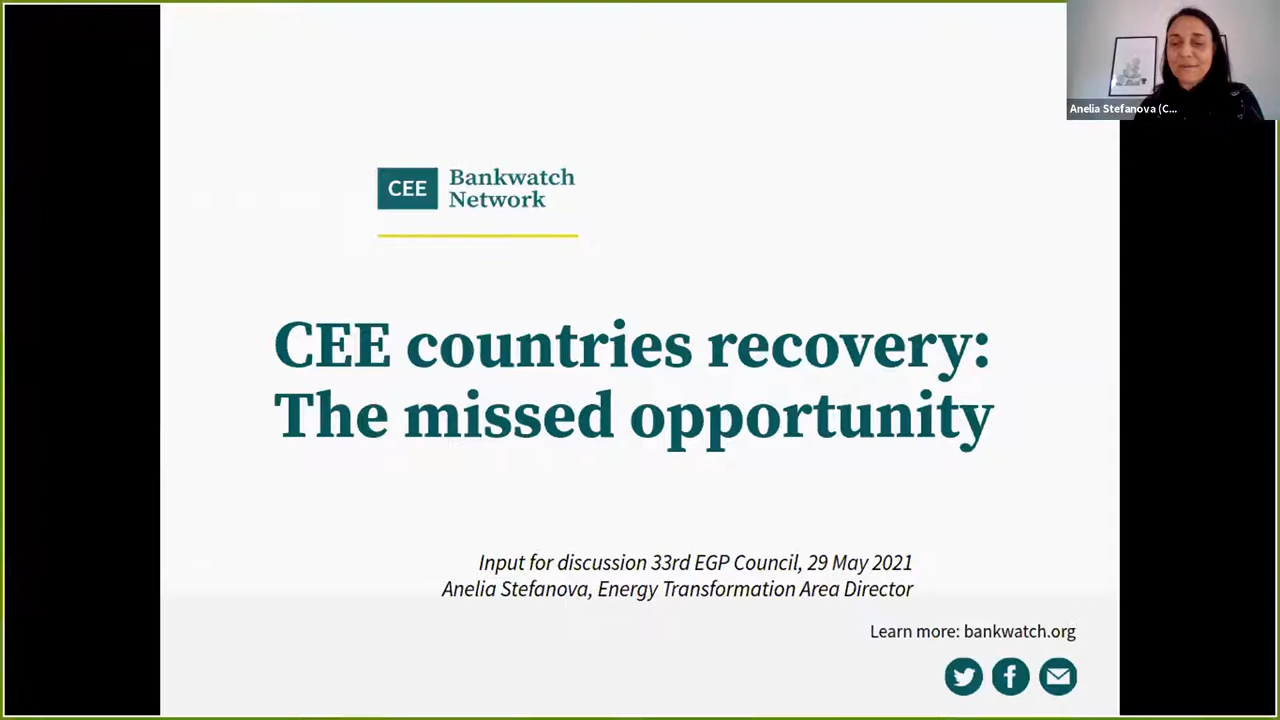 Anelia Stefanova (C...
CEE
Bankwatch
Network
CEE countries recovery:
The missed opportunity
Input for discussion 33rd EGP Council, 29 May 2021
Anelia Stefanova, Energy Transformation Area Director
Learn more: bankwatch.org